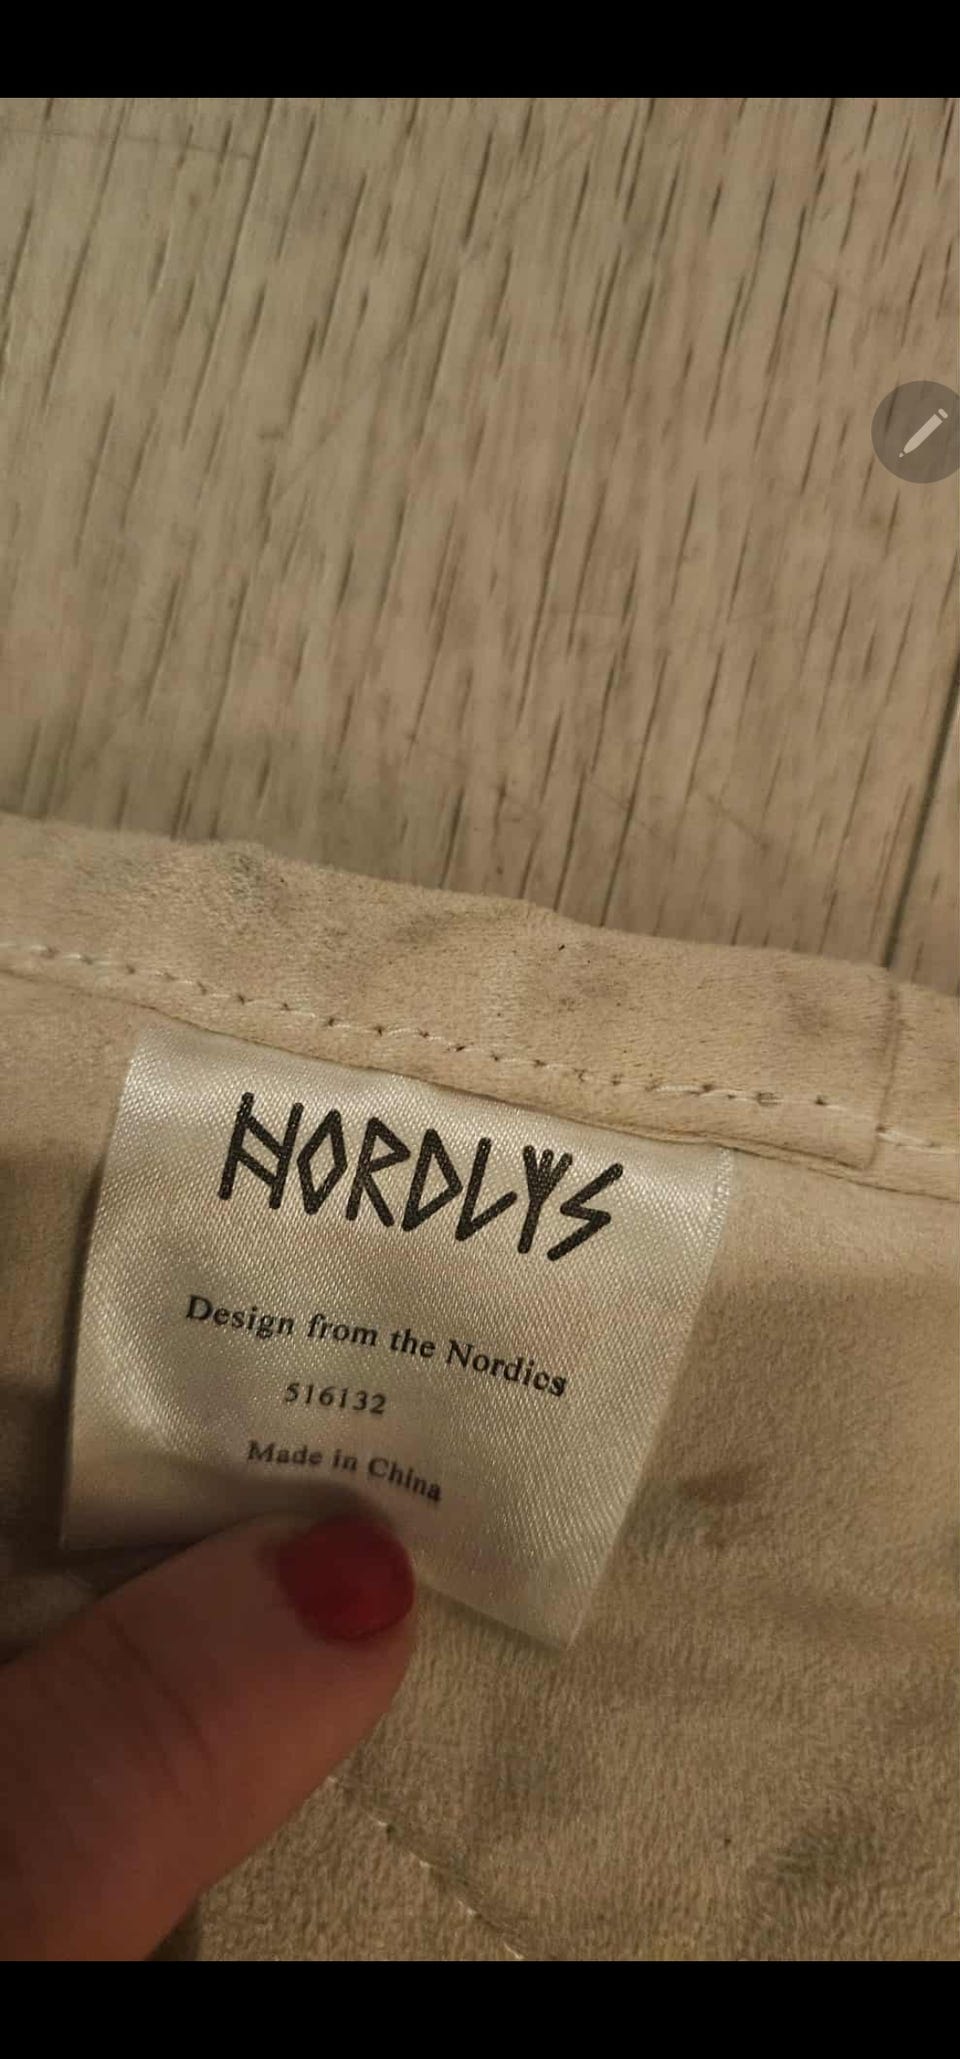 NORDLYS
Design from the Nordics
516132
Made in China